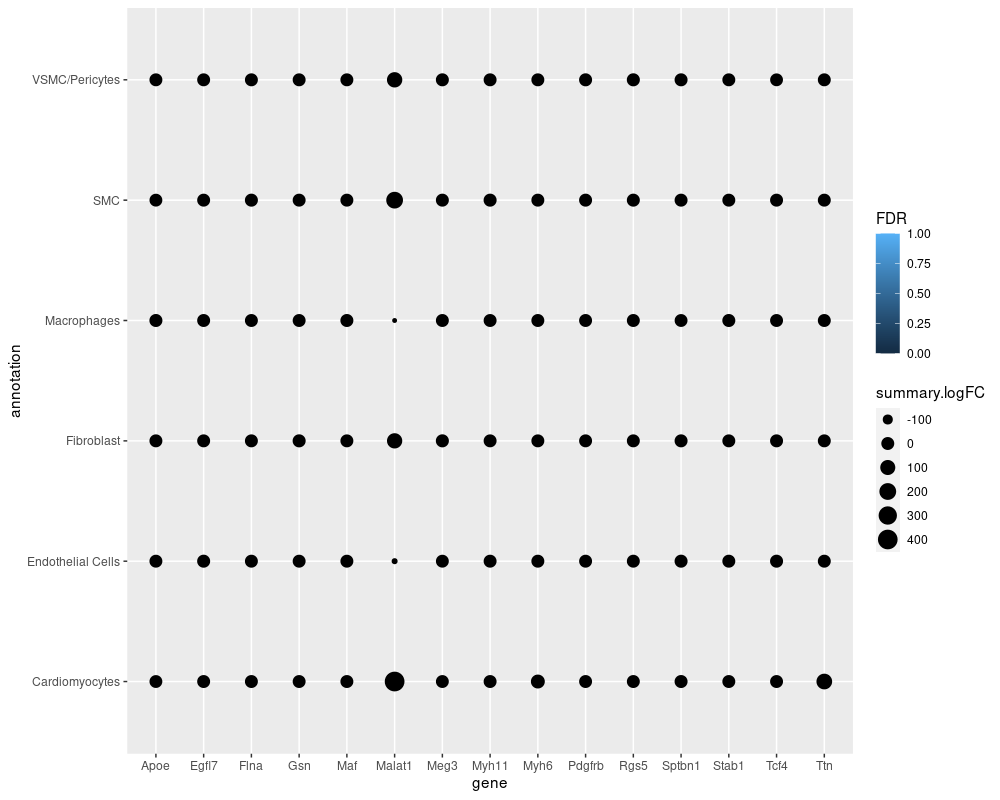 VSMC/Pericytes
SMC
Macrophages
Fibroblast
Endothelial Cells
Cardiomyocytes
annotation
Apoe Egfl7 Flna Gsn Maf Malat1 Meg3 Myh11 Myh6 Pdgfrb Rgs5 Sptbn1 Stab1 Tcf4 Ttn
gene
FDR
1.00
0.75
0.50
0.25
0.00
summary.logFC
-100
0
100
200
300
400